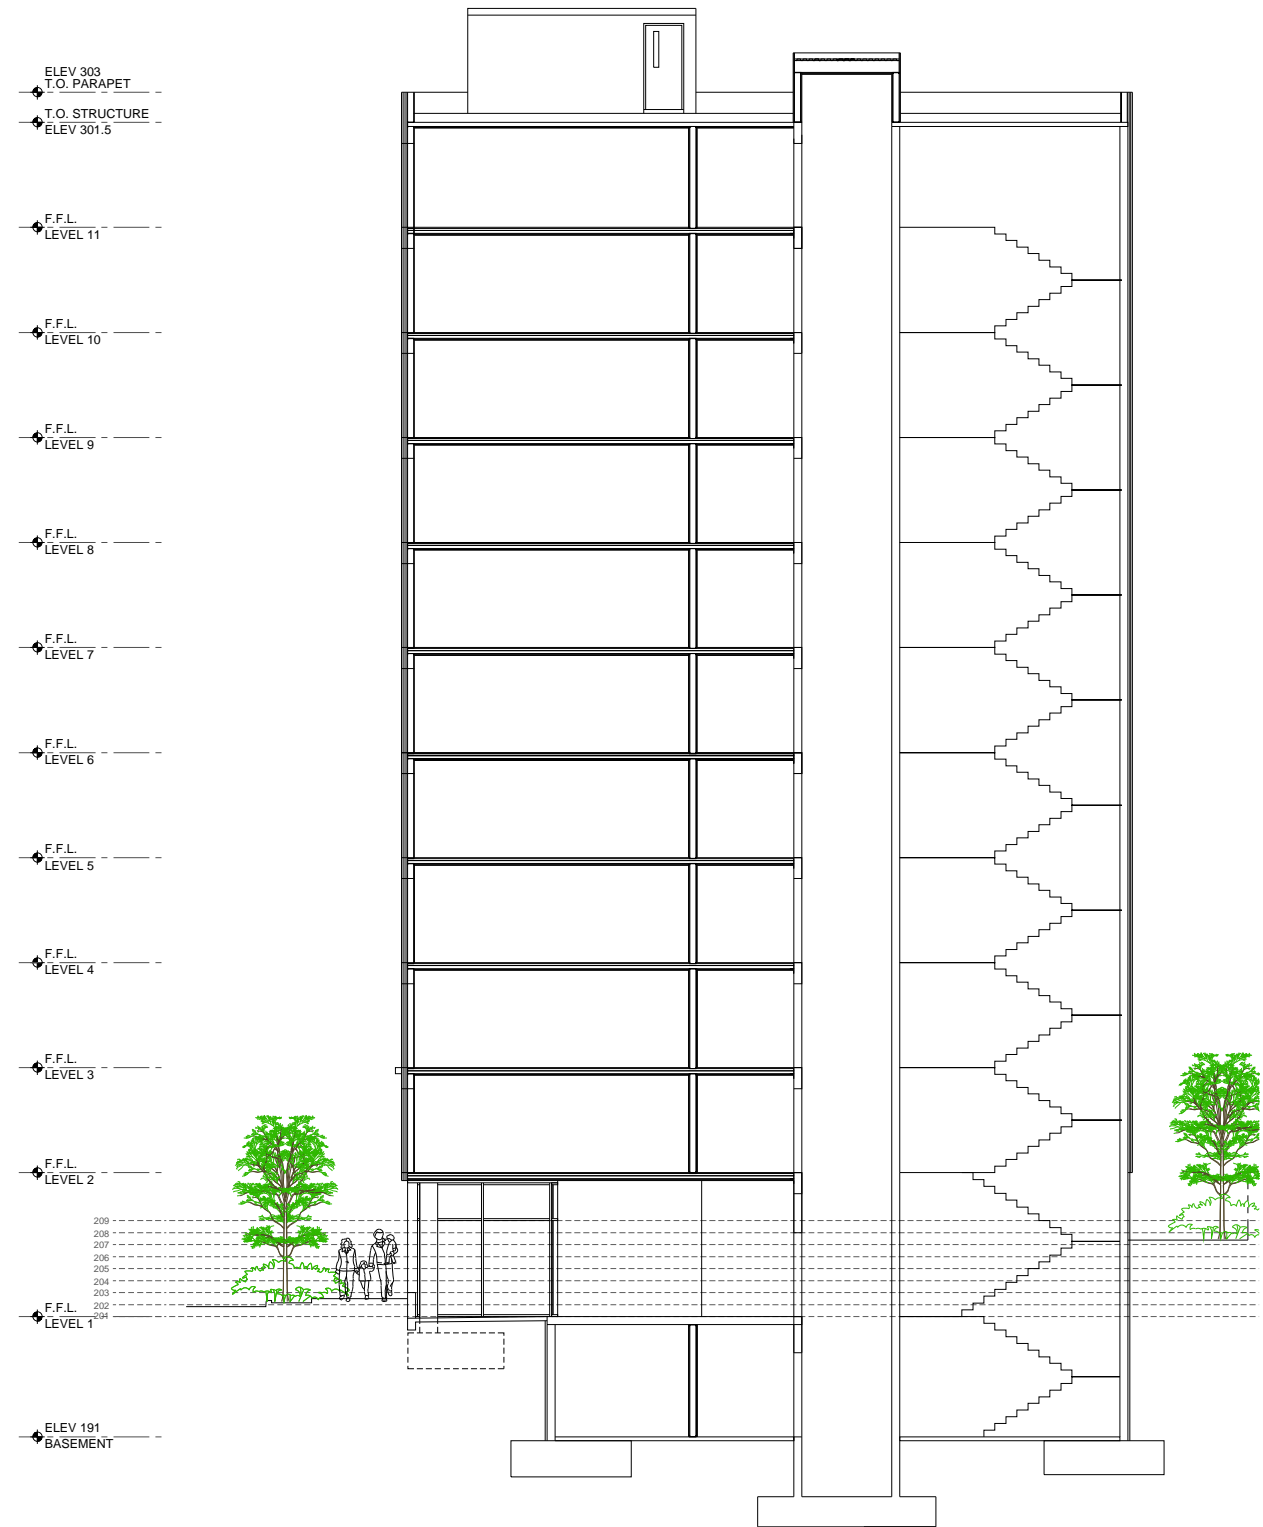 ELEV 303
T.O. PARAPET
T.O. STRUCTURE
ELEV 301.5
F.F.L.
LEVEL 11
F.F.L.
LEVEL 10
F.F.L.
LEVEL 9
F.F.L.
LEVEL 8
F.F.L.
LEVEL 7
F.F.L.
LEVEL 6
F.F.L.
LEVEL 5
F.F.L.
LEVEL 4
F.F.L.
LEVEL 3
F.F.L.
LEVEL 2
209
208
207
206
205
204
203
202
201
F.F.L.
LEVEL 1
ELEV 191
BASEMENT